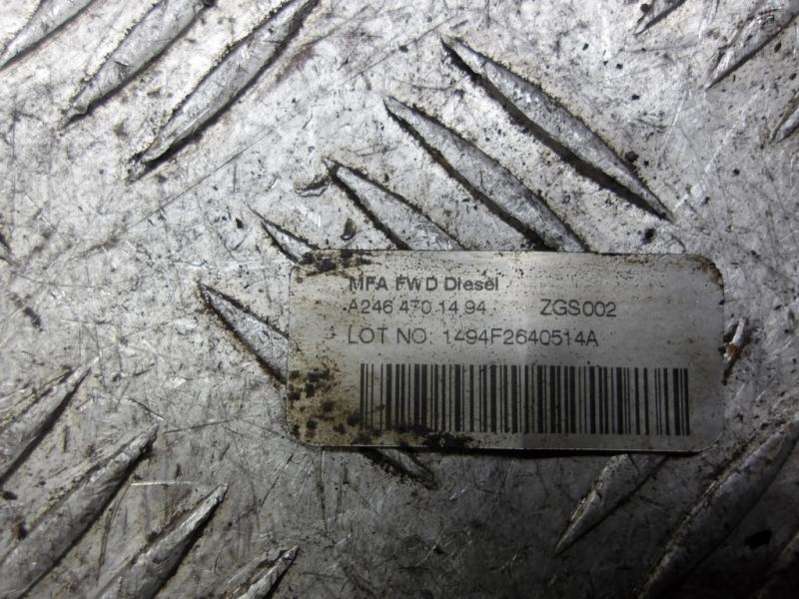 MFA FWD Diesel
A246 470 14 94 ZGS002
LOT NO: 1494F2640514A